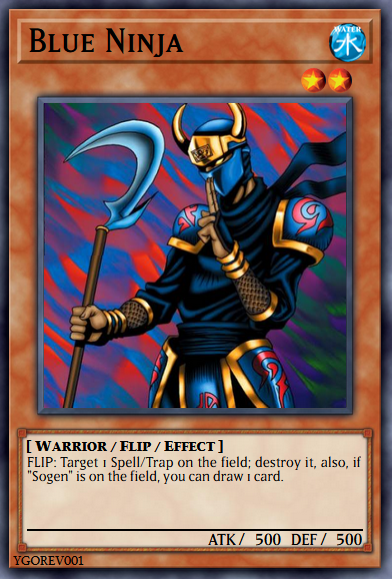 Blue Ninja
WATER
水
[ Warrior / Flip / Effect ]
FLIP: Target 1 Spell/Trap on the field; destroy it, also, if
"Sogen" is on the field, you can draw 1 card.
ATK / 500 DEF / 500
YGOREV001